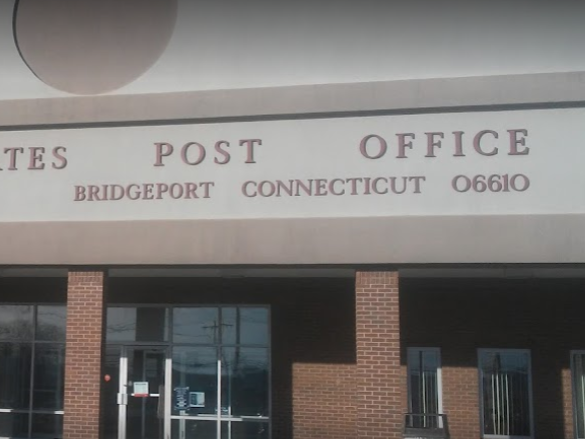 ATES POST OFFICE
BRIDGEPORT CONNECTICUT 06610